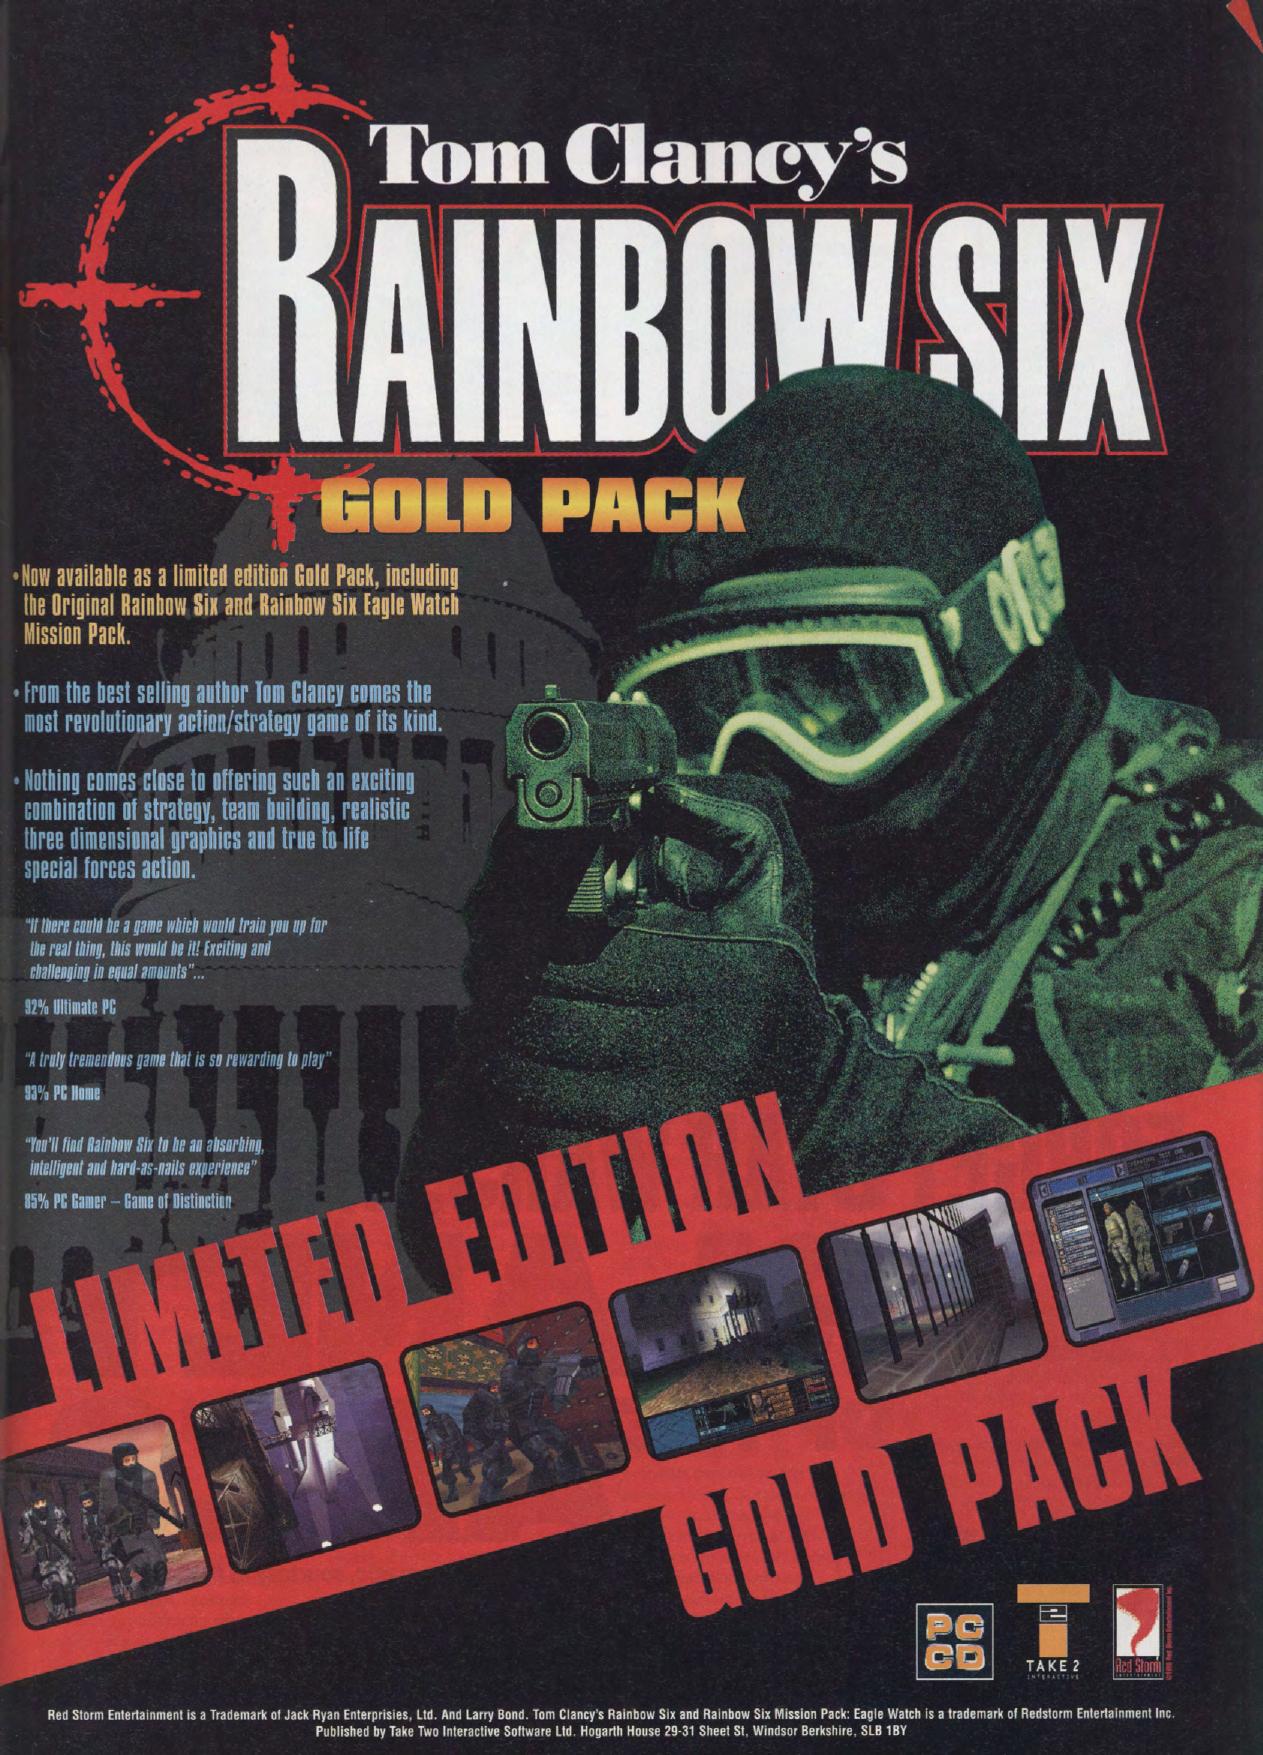 Tom Clancy's
RAINBOW SIX
GOLD PACK
•Now available as a limited edition Gold Pack, including
the Original Rainbow Six and Rainbow Six Eagle Watch
Mission Pack.
•From the best selling author Tom Clancy comes the
most revolutionary action/strategy game of its kind.
•Nothing comes close to offering such an exciting
combination of strategy, team building, realistic
three dimensional graphics and true to life
special forces action.
"If there could be a game which would train you up for
the real thing, this would be it! Exciting and
challenging in equal amounts"...
92% Ultimate PC
"A truly tremendous game that is so rewarding to play"
93% PC Home
"You'll find Rainbow Six to be an absorbing,
intelligent and hard-as-nails experience"
85% PC Gamer – Game of Distinction
LIMITED EDITION
GOLD PACK
PC
CD
T2
TAKE 2
INTERACTIVE
Red Storm
ENTERTAINMENT
Red Storm Entertainment is a Trademark of Jack Ryan Enterprisies, Ltd. And Larry Bond. Tom Clancy's Rainbow Six and Rainbow Six Mission Pack: Eagle Watch is a trademark of Redstorm Entertainment Inc.
Published by Take Two Interactive Software Ltd. Hogarth House 29-31 Sheet St, Windsor Berkshire, SLB 1BY